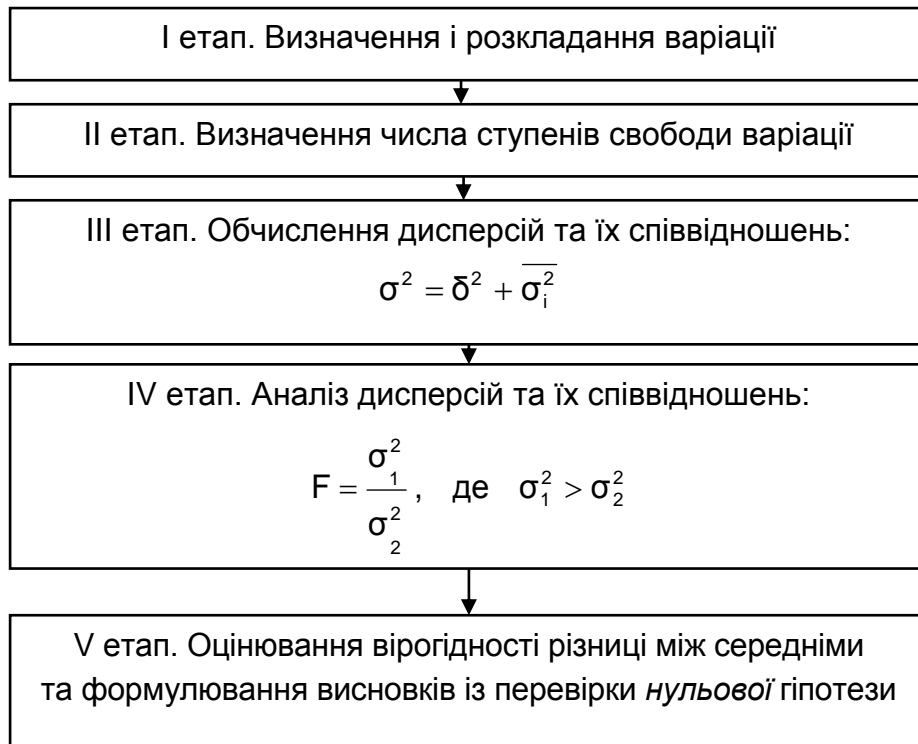 I етап. Визначення і розкладання варіації
II етап. Визначення числа ступенів свободи варіації
III етап. Обчислення дисперсій та їх співвідношень:
σ² = δ² + σᵢ²̅
IV етап. Аналіз дисперсій та їх співвідношень:
F = σ₁² / σ₂² , де σ₁² > σ₂²
V етап. Оцінювання вірогідності різниці між середніми
та формулювання висновків із перевірки нульової гіпотези